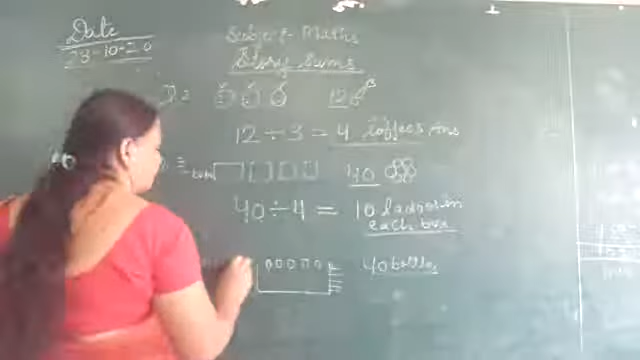 Date
28-10-20
Subject - Maths
Story Sums
12
12 ÷ 3 = 4 toffees Ans
40
40 ÷ 4 = 10 ladoos in
each box
40 bottles